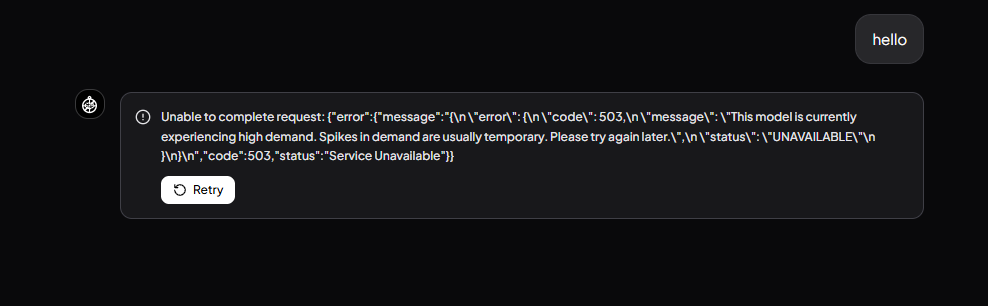 hello
Unable to complete request: {"error":{"message":"{\n \"error\": {\n \"code\": 503,\n \"message\": \"This model is currently
experiencing high demand. Spikes in demand are usually temporary. Please try again later.\",\n \"status\": \"UNAVAILABLE\"\n
}\n}\n","code":503,"status":"Service Unavailable"}}
Retry